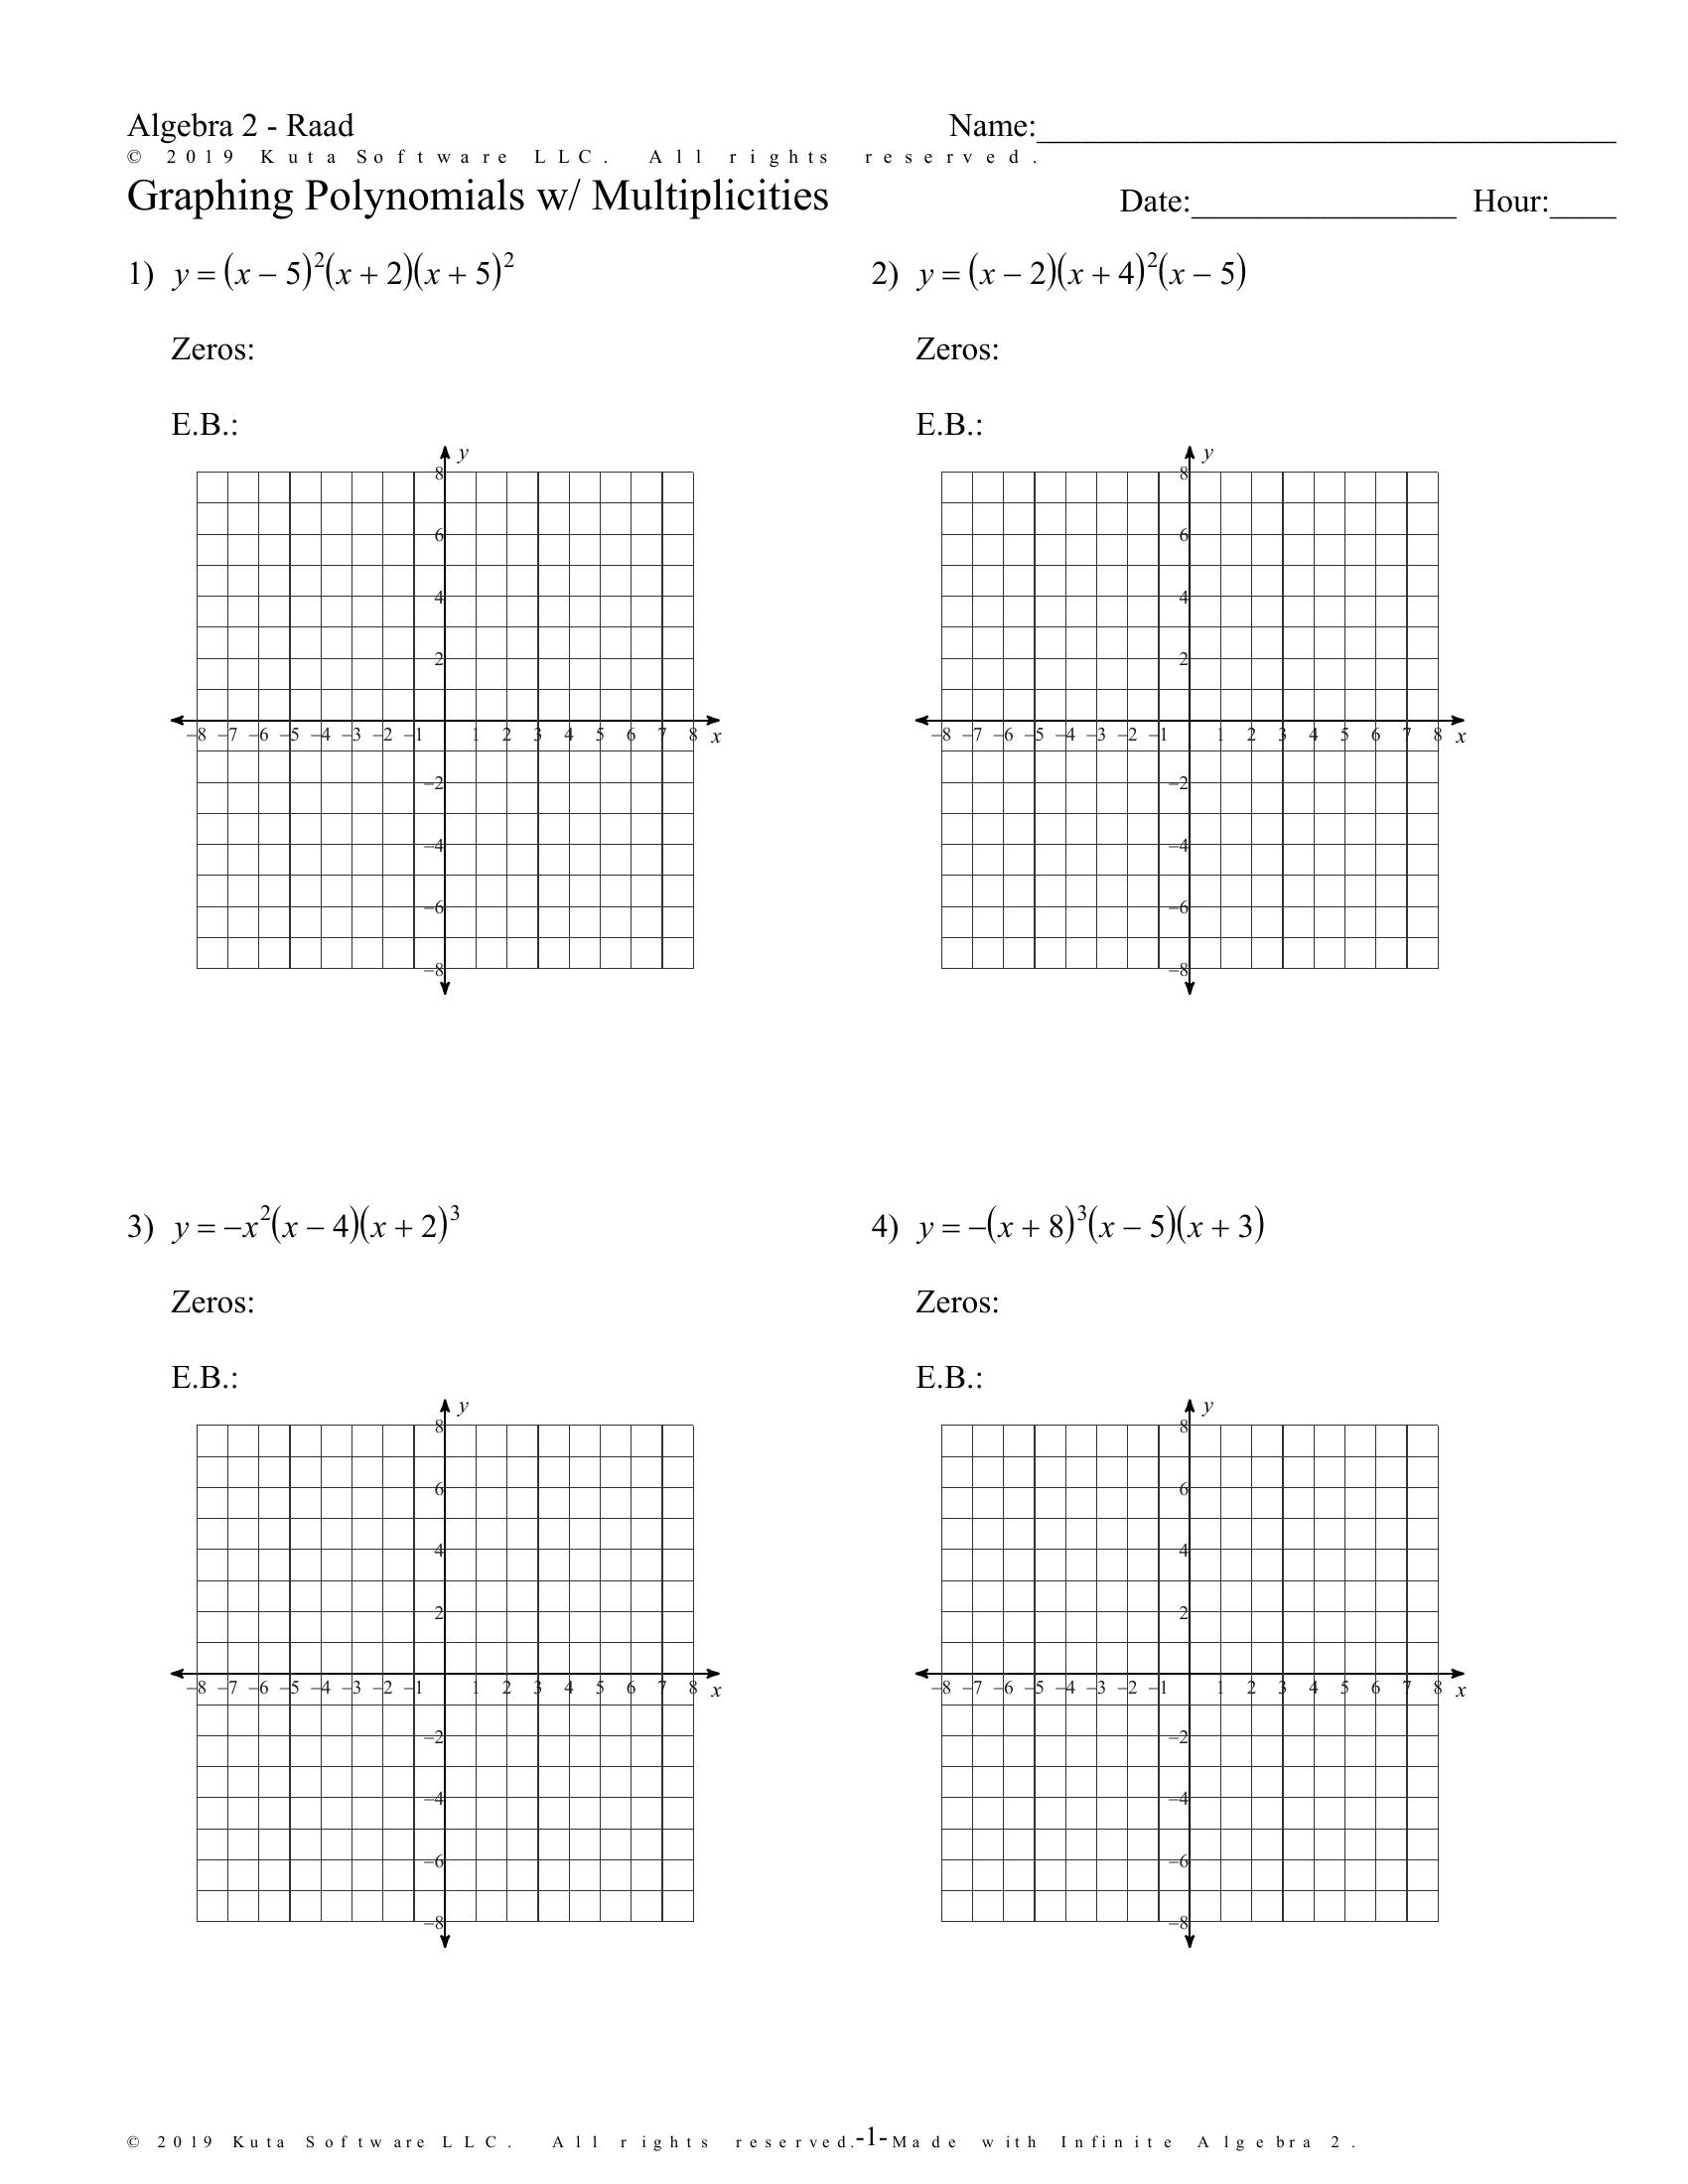 Algebra 2 - Raad Name:___________________________________
© 2019 Kuta Software LLC. All rights reserved.
Graphing Polynomials w/ Multiplicities Date:________________ Hour:____
1) y = (x − 5)²(x + 2)(x + 5)²
Zeros:
E.B.:
y
8
6
4
2
−8 −7 −6 −5 −4 −3 −2 −1 1 2 3 4 5 6 7 8 x
−2
−4
−6
−8
2) y = (x − 2)(x + 4)²(x − 5)
Zeros:
E.B.:
y
8
6
4
2
−8 −7 −6 −5 −4 −3 −2 −1 1 2 3 4 5 6 7 8 x
−2
−4
−6
−8
3) y = −x²(x − 4)(x + 2)³
Zeros:
E.B.:
y
8
6
4
2
−8 −7 −6 −5 −4 −3 −2 −1 1 2 3 4 5 6 7 8 x
−2
−4
−6
−8
4) y = −(x + 8)³(x − 5)(x + 3)
Zeros:
E.B.:
y
8
6
4
2
−8 −7 −6 −5 −4 −3 −2 −1 1 2 3 4 5 6 7 8 x
−2
−4
−6
−8
© 2019 Kuta Software LLC. All rights reserved. -1- Made with Infinite Algebra 2.